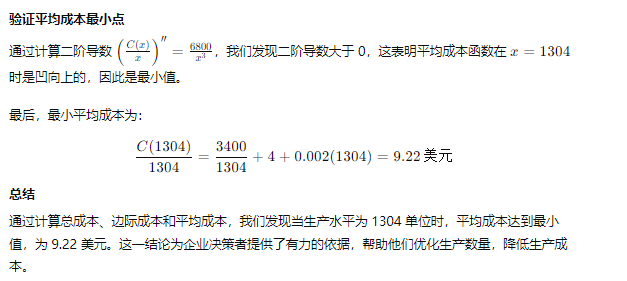 验证平均成本最小点
通过计算二阶导数 (C(x)/x)″ = 6800/x³，我们发现二阶导数大于 0，这表明平均成本函数在 x = 1304
时是凹向上的，因此是最小值。
最后，最小平均成本为：
C(1304)/1304 = 3400/1304 + 4 + 0.002(1304) = 9.22 美元
总结
通过计算总成本、边际成本和平均成本，我们发现当生产水平为 1304 单位时，平均成本达到最小
值，为 9.22 美元。这一结论为企业决策者提供了有力的依据，帮助他们优化生产数量，降低生产成
本。